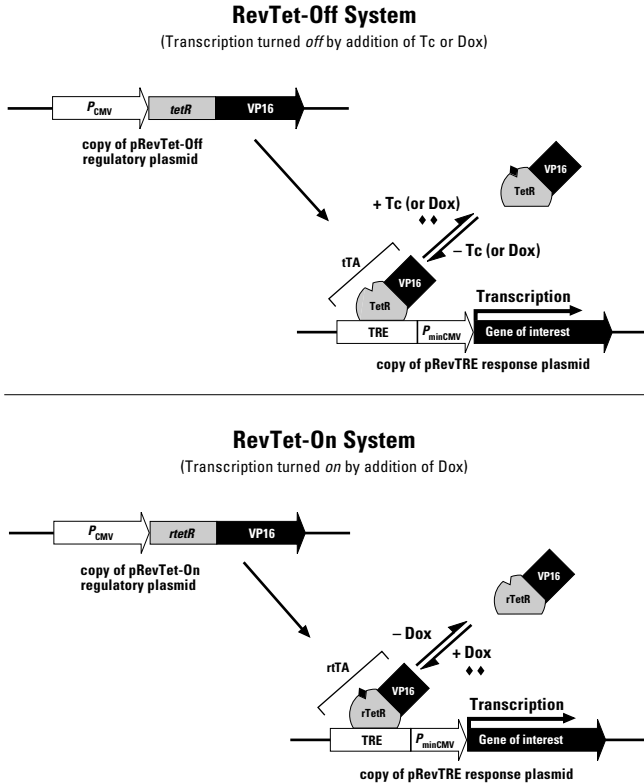 RevTet-Off System
(Transcription turned off by addition of Tc or Dox)
PCMV tetR VP16
copy of pRevTet-Off
regulatory plasmid
VP16
TetR
+ Tc (or Dox)
– Tc (or Dox)
tTA
VP16
TetR
Transcription
TRE PminCMV Gene of interest
copy of pRevTRE response plasmid
RevTet-On System
(Transcription turned on by addition of Dox)
PCMV rtetR VP16
copy of pRevTet-On
regulatory plasmid
VP16
rTetR
– Dox
+ Dox
rtTA
VP16
rTetR
Transcription
TRE PminCMV Gene of interest
copy of pRevTRE response plasmid